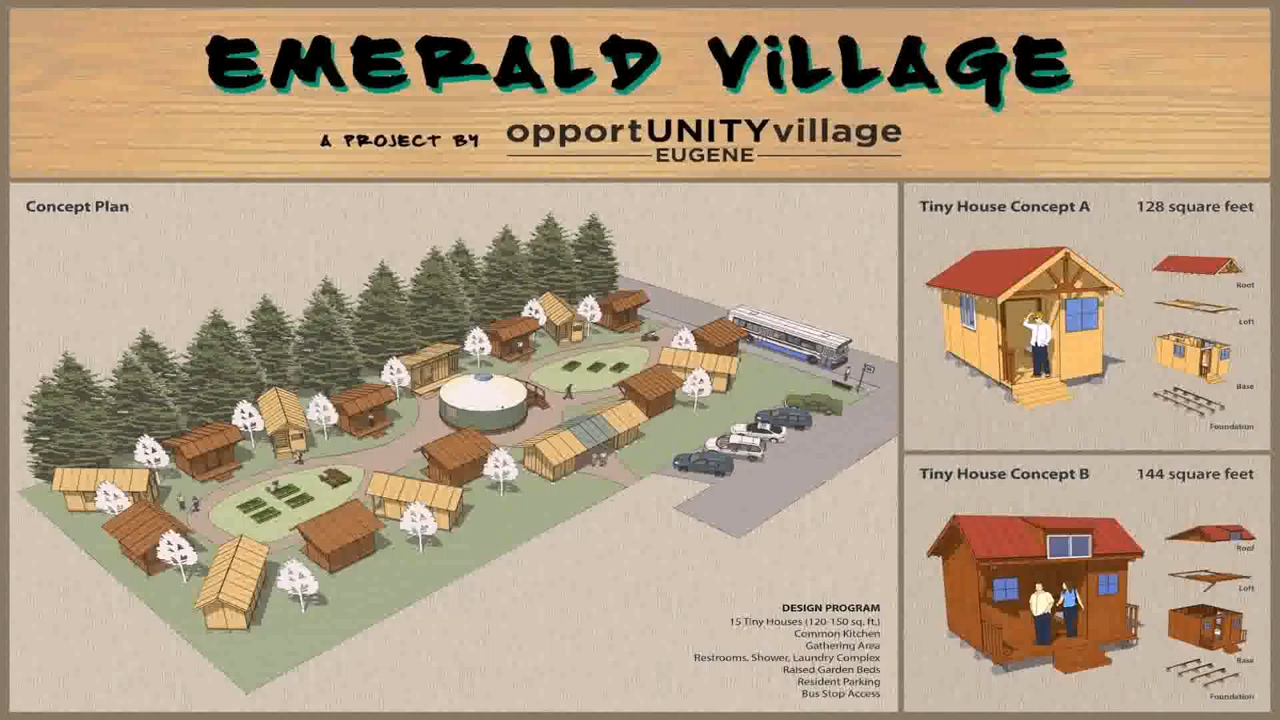 EMERALD ViLLAGE
A PROJECT BY opportUNITYvillage
EUGENE
Concept Plan
DESIGN PROGRAM
15 Tiny Houses (120-150 sq. ft.)
Common Kitchen
Gathering Area
Restrooms, Shower, Laundry Complex
Raised Garden Beds
Resident Parking
Bus Stop Access
Tiny House Concept A 128 square feet
Roof
Loft
Base
Foundation
Tiny House Concept B 144 square feet
Roof
Loft
Base
Foundation